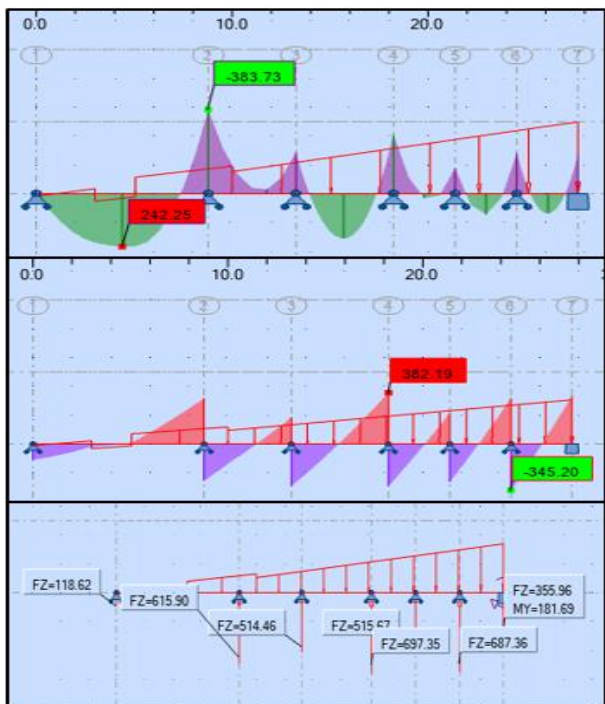 0.0 10.0 20.0
1 2 3 4 5 6 7
-383.73
242.25
0.0 10.0 20.0
1 2 3 4 5 6 7
382.19
-345.20
FZ=118.62
FZ=615.90
FZ=514.46
FZ=697.35
FZ=687.36
FZ=355.96
MY=181.69